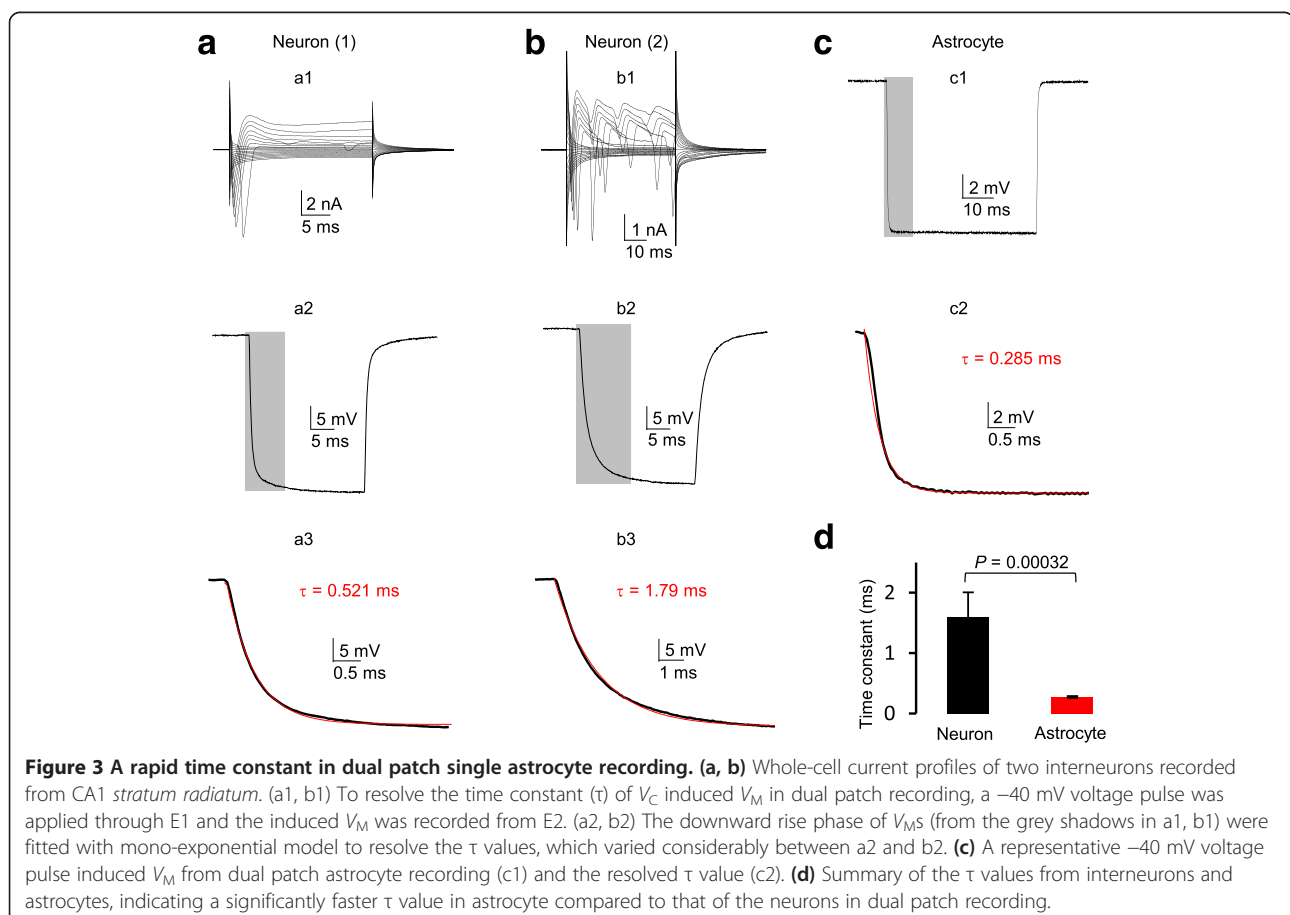 a
Neuron (1)
b
Neuron (2)
c
Astrocyte
a1
b1
c1
2 nA
5 ms
1 nA
10 ms
2 mV
10 ms
a2
b2
c2
5 mV
5 ms
5 mV
5 ms
τ = 0.285 ms
2 mV
0.5 ms
a3
b3
τ = 0.521 ms
τ = 1.79 ms
5 mV
0.5 ms
5 mV
1 ms
d
P = 0.00032
Time constant (ms)
2
1
0
Neuron
Astrocyte
Figure 3 A rapid time constant in dual patch single astrocyte recording. (a, b) Whole-cell current profiles of two interneurons recorded
from CA1 stratum radiatum. (a1, b1) To resolve the time constant (τ) of VC induced VM in dual patch recording, a −40 mV voltage pulse was
applied through E1 and the induced VM was recorded from E2. (a2, b2) The downward rise phase of VMs (from the grey shadows in a1, b1) were
fitted with mono-exponential model to resolve the τ values, which varied considerably between a2 and b2. (c) A representative −40 mV voltage
pulse induced VM from dual patch astrocyte recording (c1) and the resolved τ value (c2). (d) Summary of the τ values from interneurons and
astrocytes, indicating a significantly faster τ value in astrocyte compared to that of the neurons in dual patch recording.